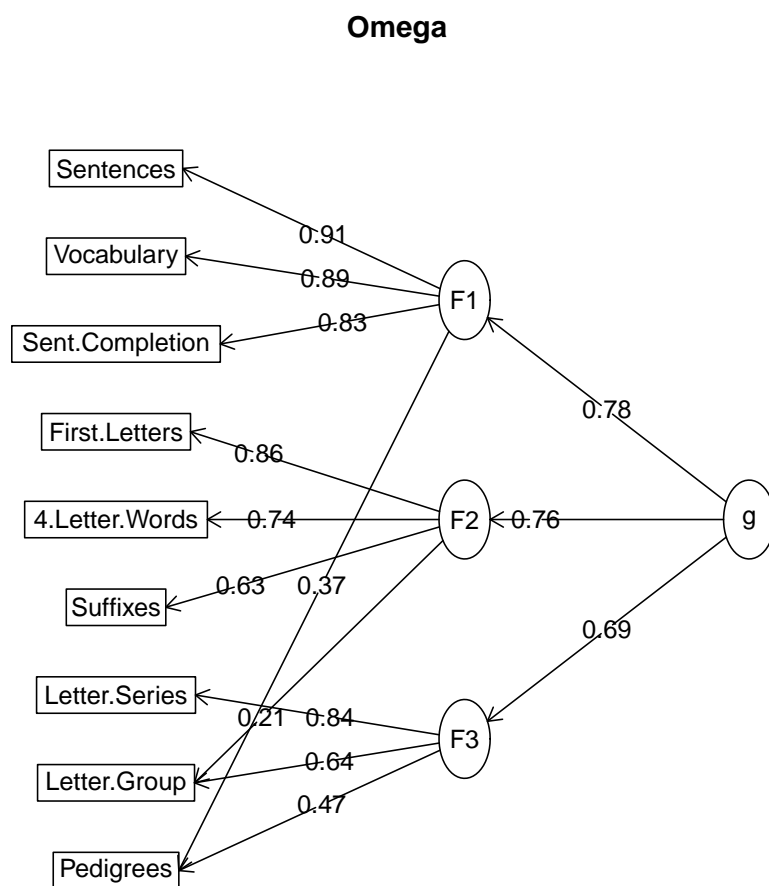 Omega
Sentences
0.91
Vocabulary
0.89
F1
Sent.Completion
0.83
0.78
First.Letters
0.86
4.Letter.Words
0.74
F2
0.76
g
Suffixes
0.63
0.37
0.69
Letter.Series
0.21
0.84
F3
Letter.Group
0.64
0.47
Pedigrees